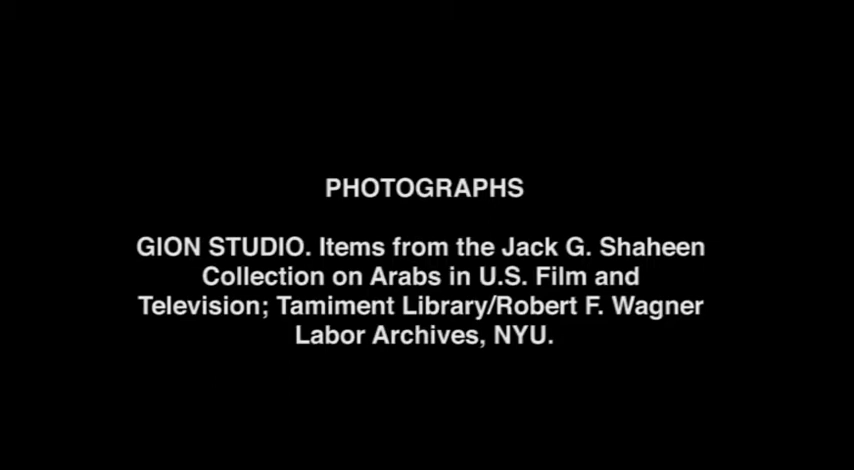 PHOTOGRAPHS
GION STUDIO. Items from the Jack G. Shaheen
Collection on Arabs in U.S. Film and
Television; Tamiment Library/Robert F. Wagner
Labor Archives, NYU.